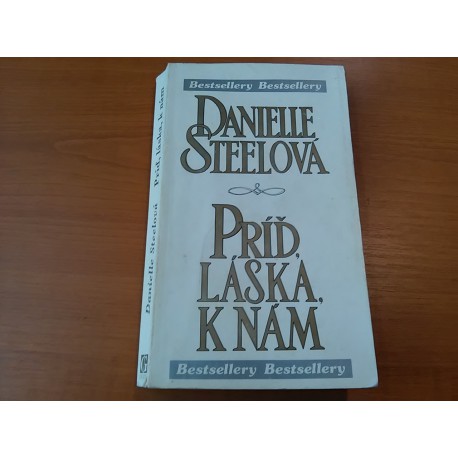 Bestsellery Bestsellery
DANIELLE
STEELOVÁ
PRÍĎ,
LÁSKA,
K NÁM
Bestsellery Bestsellery
Danielle Steelová Príď, láska, k nám